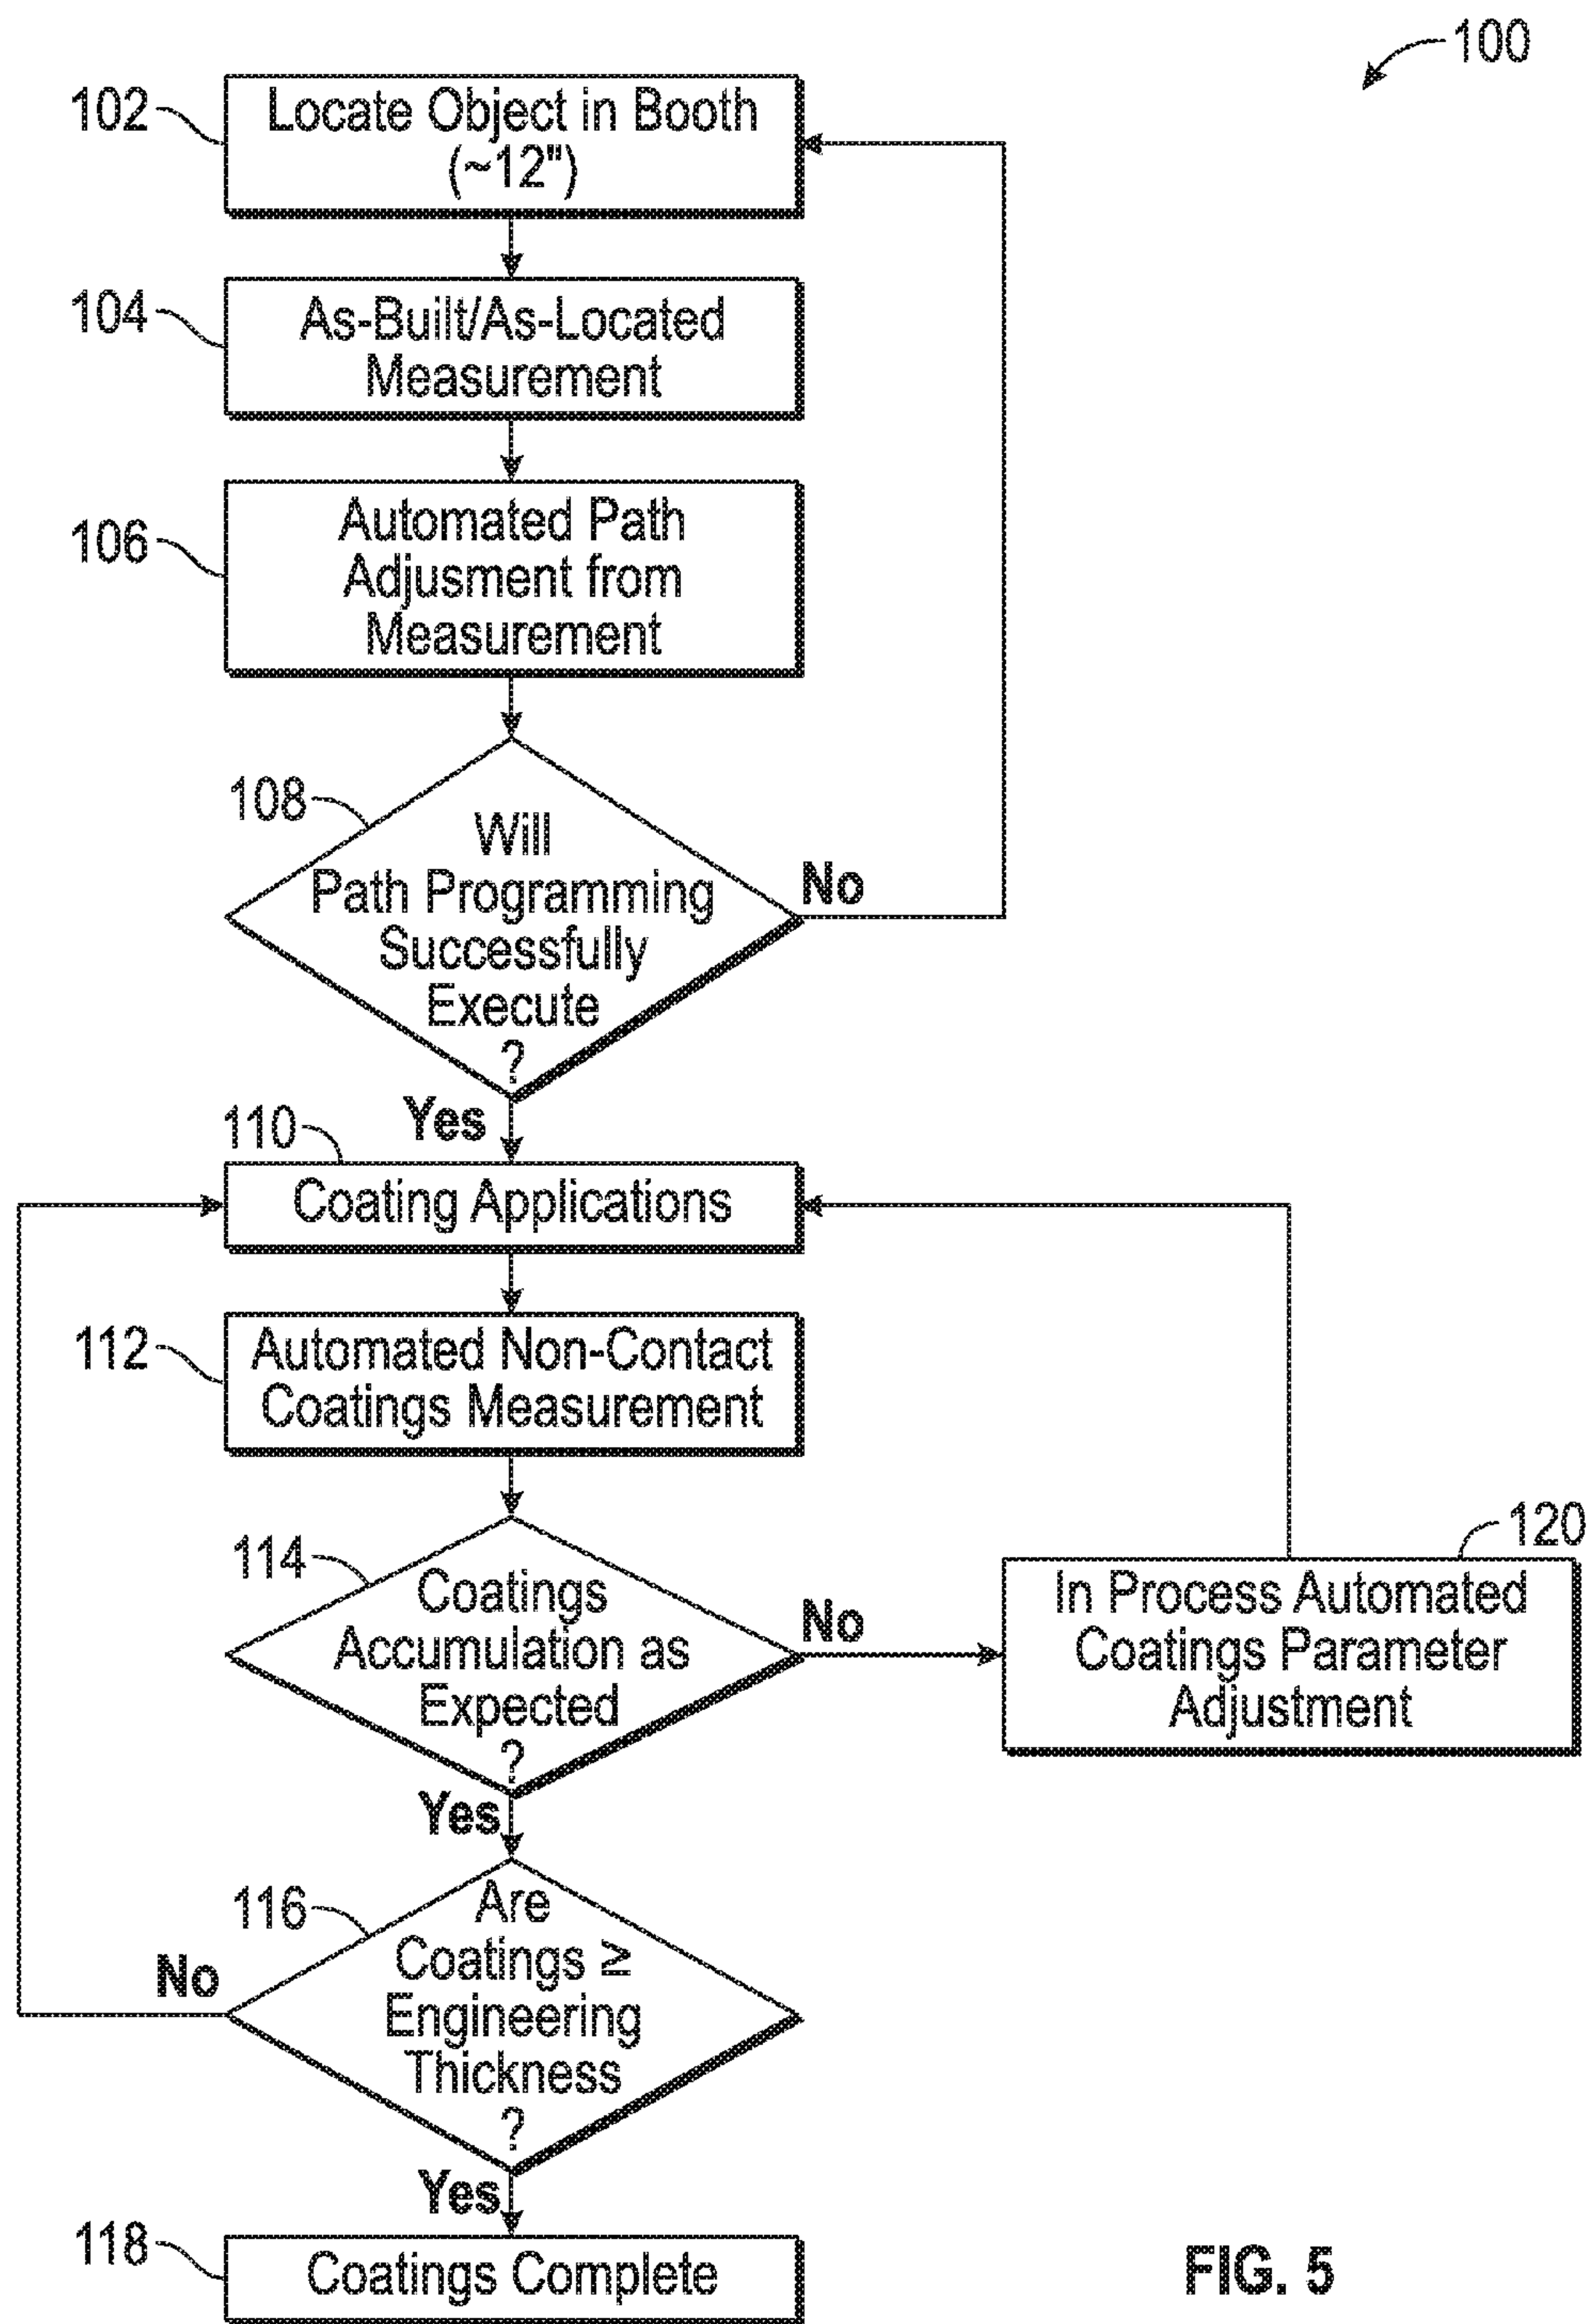 100
102
Locate Object in Booth
(~12")
104
As-Built/As-Located
Measurement
106
Automated Path
Adjusment from
Measurement
108
Will
Path Programming
Successfully
Execute
?
No
Yes
110
Coating Applications
112
Automated Non-Contact
Coatings Measurement
114
Coatings
Accumulation as
Expected
?
No
120
In Process Automated
Coatings Parameter
Adjustment
Yes
116
Are
Coatings ≥
Engineering
Thickness
?
No
Yes
118
Coatings Complete
FIG. 5